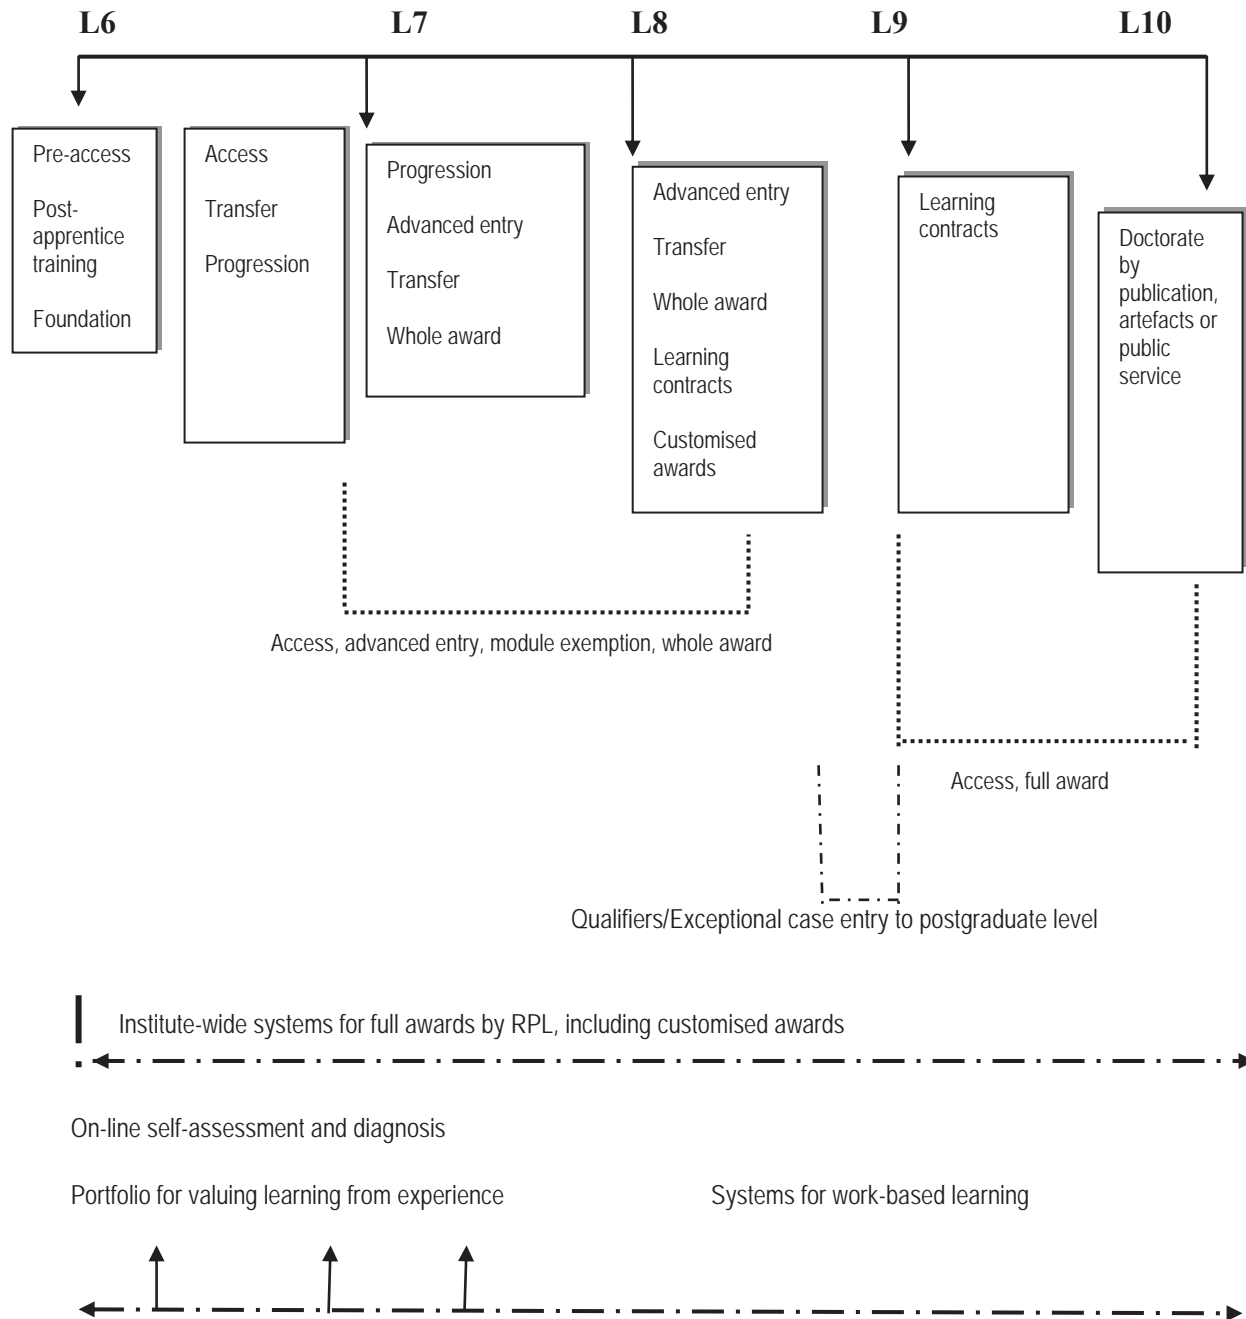 L6 L7 L8 L9 L10
Pre-access
Post-
apprentice
training
Foundation
Access
Transfer
Progression
Progression
Advanced entry
Transfer
Whole award
Advanced entry
Transfer
Whole award
Learning
contracts
Customised
awards
Learning
contracts
Doctorate
by
publication,
artefacts or
public
service
Access, advanced entry, module exemption, whole award
Access, full award
Qualifiers/Exceptional case entry to postgraduate level
Institute-wide systems for full awards by RPL, including customised awards
On-line self-assessment and diagnosis
Portfolio for valuing learning from experience
Systems for work-based learning